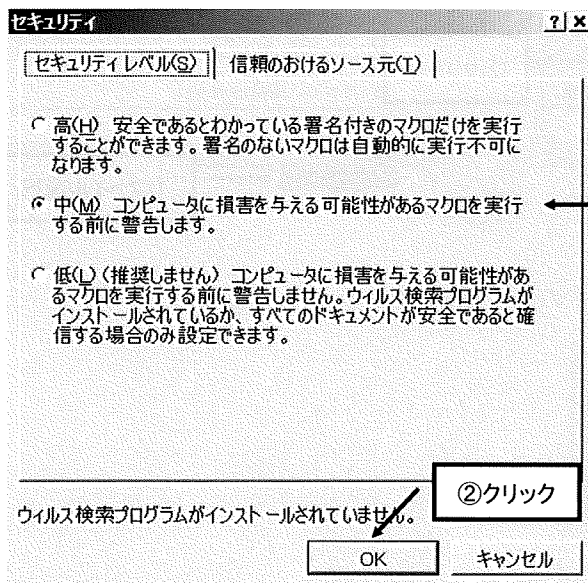 セキュリティ ? ×
セキュリティ レベル(S) 信頼のおけるソース元(T)
高(H) 安全であるとわかっている署名付きのマクロだけを実行
することができます。署名のないマクロは自動的に実行不可に
なります。
中(M) コンピュータに損害を与える可能性があるマクロを実行
する前に警告します。
低(L) (推奨しません) コンピュータに損害を与える可能性があ
るマクロを実行する前に警告しません。ウィルス検索プログラムが
インストールされているか、すべてのドキュメントが安全であると確
信する場合のみ設定できます。
②クリック
ウィルス検索プログラムがインストールされていません。
OK キャンセル